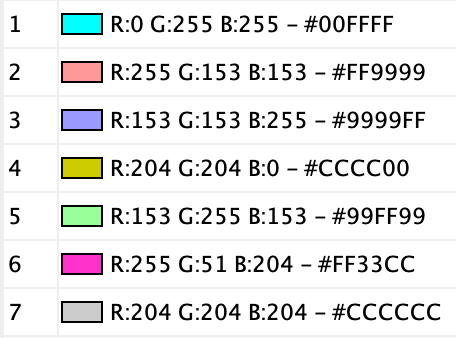 1 R:0 G:255 B:255 – #00FFFF
2 R:255 G:153 B:153 – #FF9999
3 R:153 G:153 B:255 – #9999FF
4 R:204 G:204 B:0 – #CCCC00
5 R:153 G:255 B:153 – #99FF99
6 R:255 G:51 B:204 – #FF33CC
7 R:204 G:204 B:204 – #CCCCCC